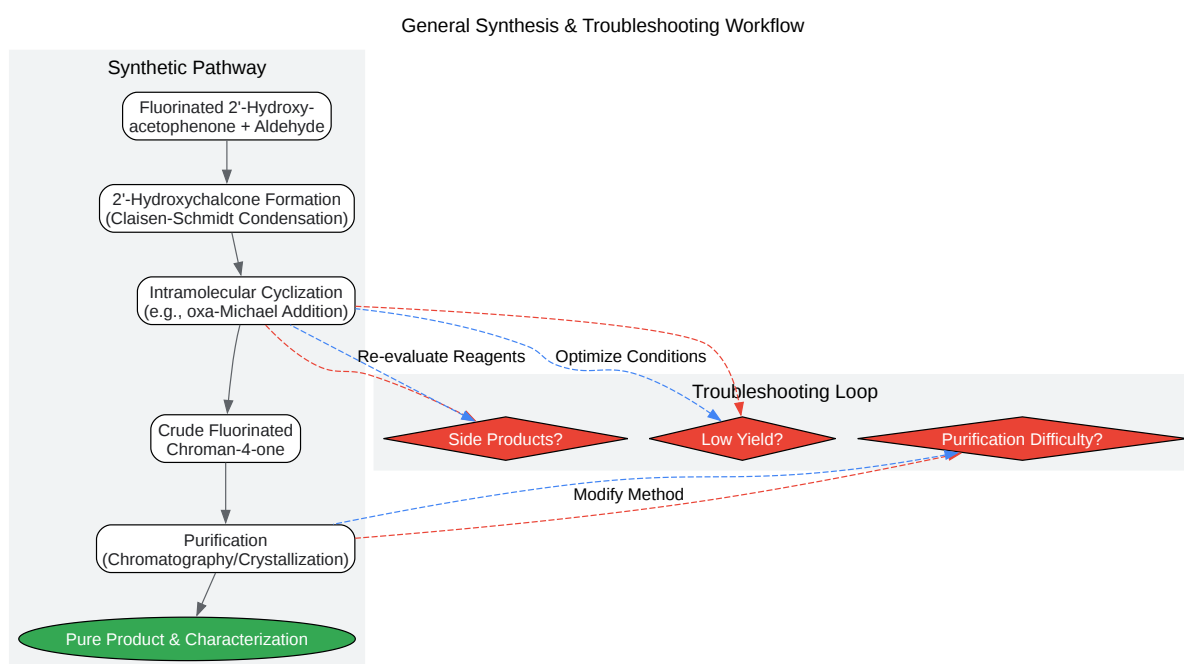 General Synthesis & Troubleshooting Workflow
Synthetic Pathway
Fluorinated 2'-Hydroxy-
acetophenone + Aldehyde
2'-Hydroxychalcone Formation
(Claisen-Schmidt Condensation)
Intramolecular Cyclization
(e.g., oxa-Michael Addition)
Re-evaluate Reagents
Optimize Conditions
Troubleshooting Loop
Side Products?
Low Yield?
Purification Difficulty?
Crude Fluorinated
Chroman-4-one
Modify Method
Purification
(Chromatography/Crystallization)
Pure Product & Characterization